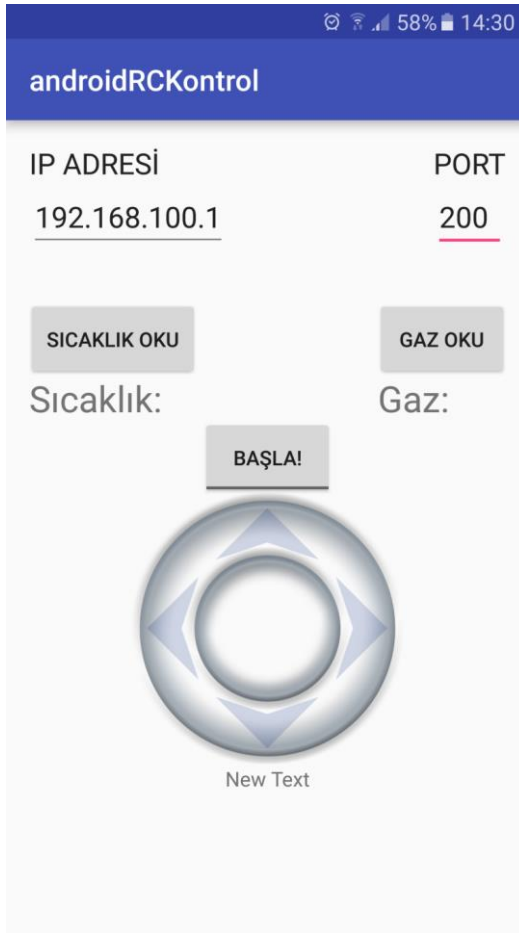 58% 14:30
androidRCKontrol
IP ADRESİ PORT
192.168.100.1 200
SICAKLIK OKU GAZ OKU
Sıcaklık: Gaz:
BAŞLA!
New Text